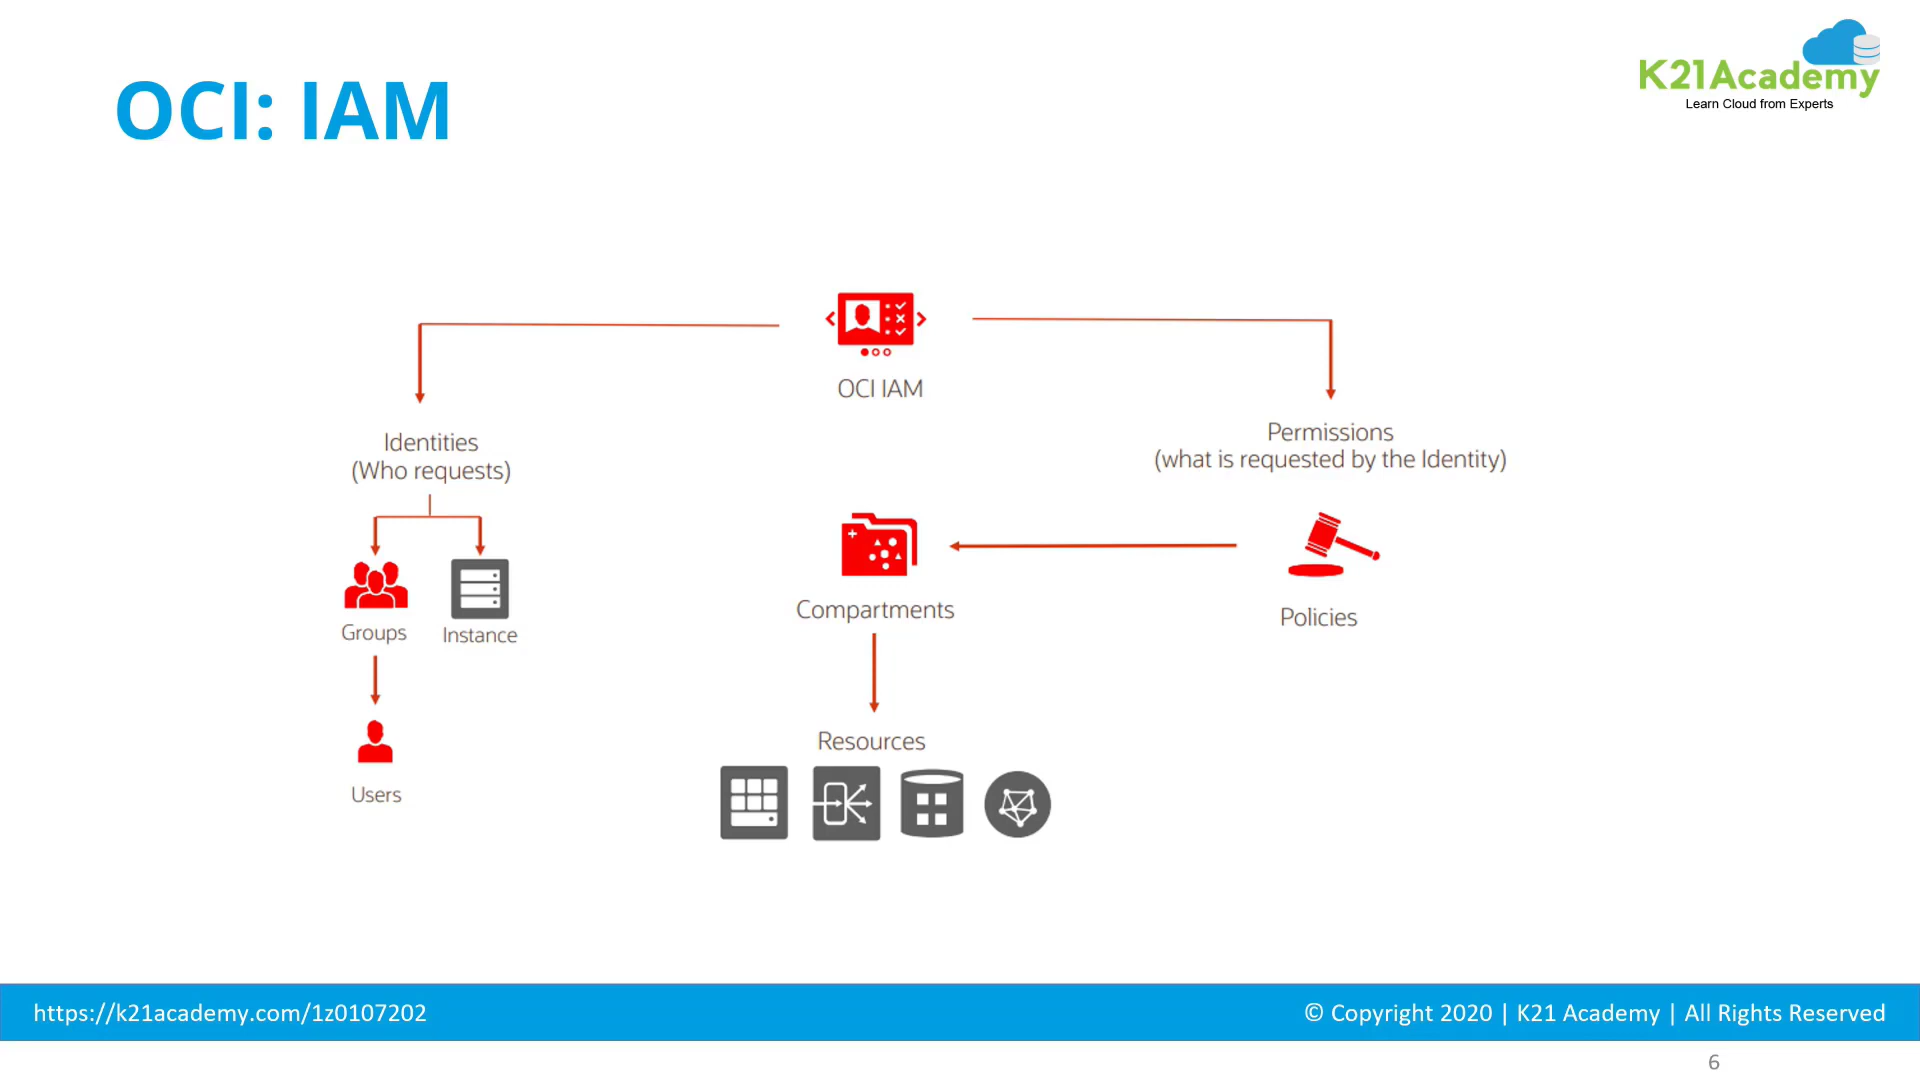 OCI: IAM
K21Academy
Learn Cloud from Experts
OCI IAM
Identities
(Who requests)
Permissions
(what is requested by the Identity)
Groups
Instance
Compartments
Policies
Users
Resources
https://k21academy.com/1z0107202
© Copyright 2020 | K21 Academy | All Rights Reserved
6